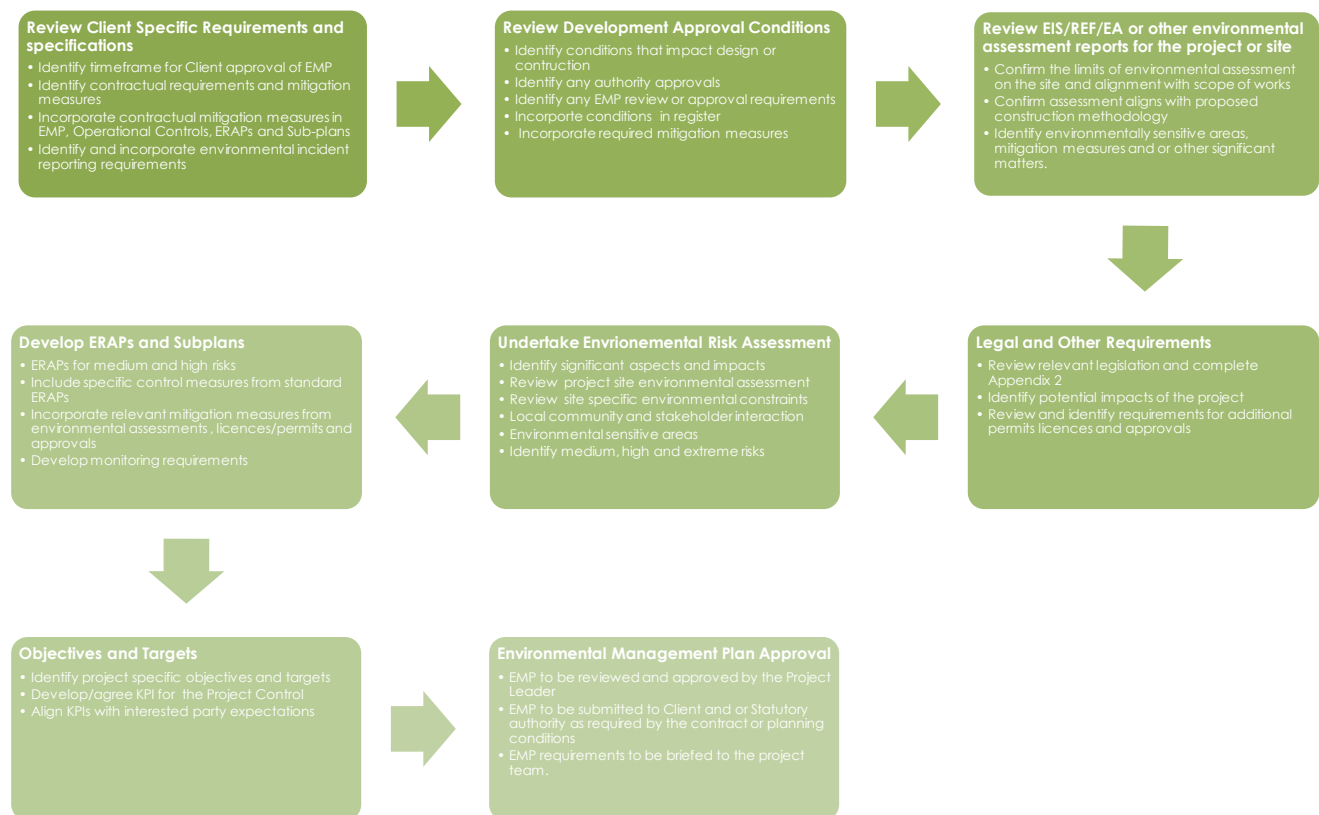 Review Client Specific Requirements and
specifications
• Identify timeframe for Client approval of EMP
• Identify contractual requirements and mitigation
measures
• Incorporate contractual mitigation measures in
EMP, Operational Controls, ERAPs and Sub-plans
• Identify and incorporate environmental incident
reporting requirements
Review Development Approval Conditions
• Identify conditions that impact design or
contruction
• Identify any authority approvals
• Identify any EMP review or approval requirements
• Incorporte conditions in register
• Incorporate required mitigation measures
Review EIS/REF/EA or other environmental
assessment reports for the project or site
• Confirm the limits of environmental assessment
on the site and alignment with scope of works
• Confirm assessment aligns with proposed
construction methodology
• Identify environmentally sensitive areas,
mitigation measures and or other significant
matters.
Legal and Other Requirements
• Review relevant legislation and complete
Appendix 2
• Identify potential impacts of the project
• Review and identify requirements for additional
permits licences and approvals
Undertake Envrionemental Risk Assessment
• Identify significant aspects and impacts
• Review project site environmental assessment
• Review site specific environmental constraints
• Local community and stakeholder interaction
• Environmental sensitive areas
• Identify medium, high and extreme risks
Develop ERAPs and Subplans
• ERAPs for medium and high risks
• Include specific control measures from standard
ERAPs
• Incorporate relevant mitigation measures from
environmental assessments , licences/permits and
approvals
• Develop monitoring requirements
Objectives and Targets
• Identify project specific objectives and targets
• Develop/agree KPI for the Project Control
• Align KPIs with interested party expectations
Environmental Management Plan Approval
• EMP to be reviewed and approved by the Project
Leader
• EMP to be submitted to Client and or Statutory
authority as required by the contract or planning
conditions
• EMP requirements to be briefed to the project
team.